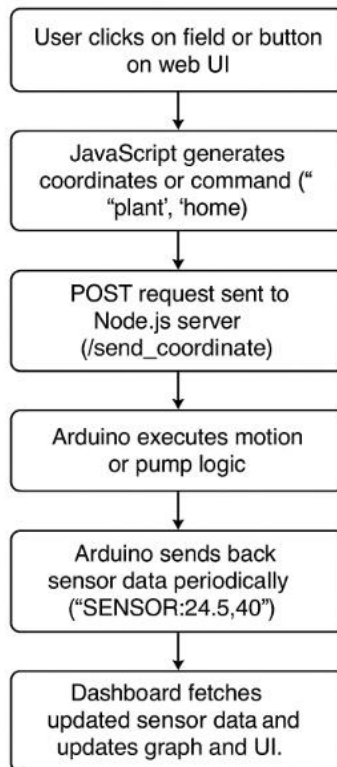 User clicks on field or button
on web UI
JavaScript generates
coordinates or command (“
“plant’, ‘home)
POST request sent to
Node.js server
(/send_coordinate)
Arduino executes motion
or pump logic
Arduino sends back
sensor data periodically
(“SENSOR:24.5,40”)
Dashboard fetches
updated sensor data and
updates graph and UI.